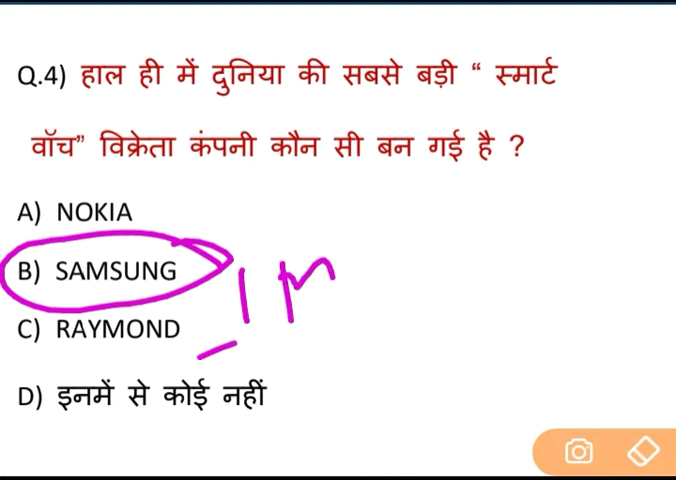 Q.4) हाल ही में दुनिया की सबसे बड़ी “ स्मार्ट
वॉच” विक्रेता कंपनी कौन सी बन गई है ?
A) NOKIA
B) SAMSUNG
C) RAYMOND
D) इनमें से कोई नहीं